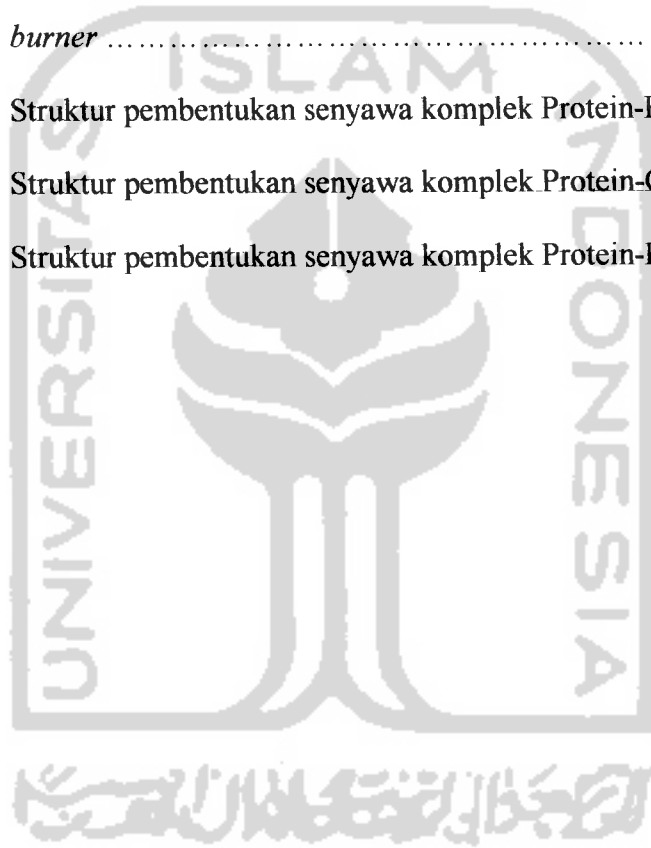 burner ……………………………………………
Struktur pembentukan senyawa komplek Protein-
Struktur pembentukan senyawa komplek Protein-
Struktur pembentukan senyawa komplek Protein-
UNIVERSITAS
ISLAM
INDONESIA